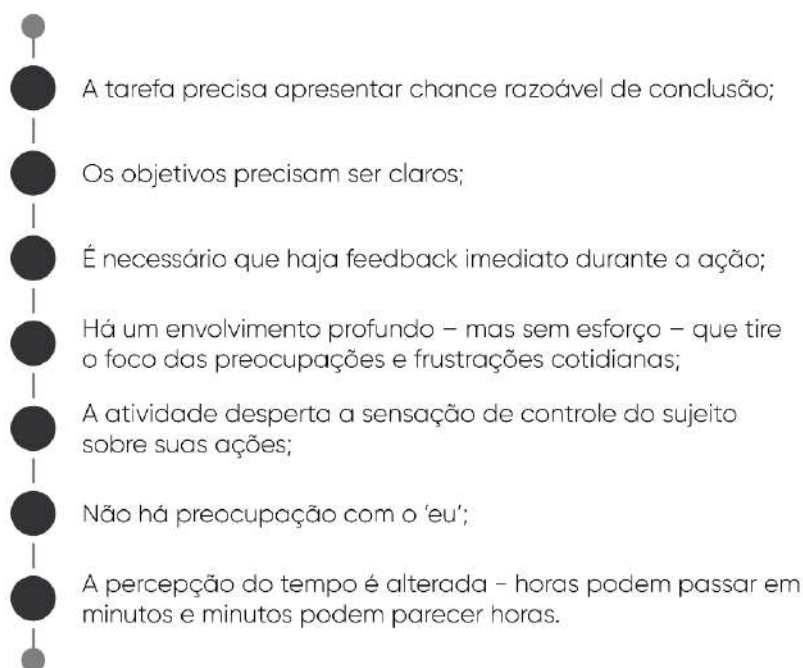 A tarefa precisa apresentar chance razoável de conclusão;
Os objetivos precisam ser claros;
É necessário que haja feedback imediato durante a ação;
Há um envolvimento profundo – mas sem esforço – que tire
o foco das preocupações e frustrações cotidianas;
A atividade desperta a sensação de controle do sujeito
sobre suas ações;
Não há preocupação com o 'eu';
A percepção do tempo é alterada - horas podem passar em
minutos e minutos podem parecer horas.